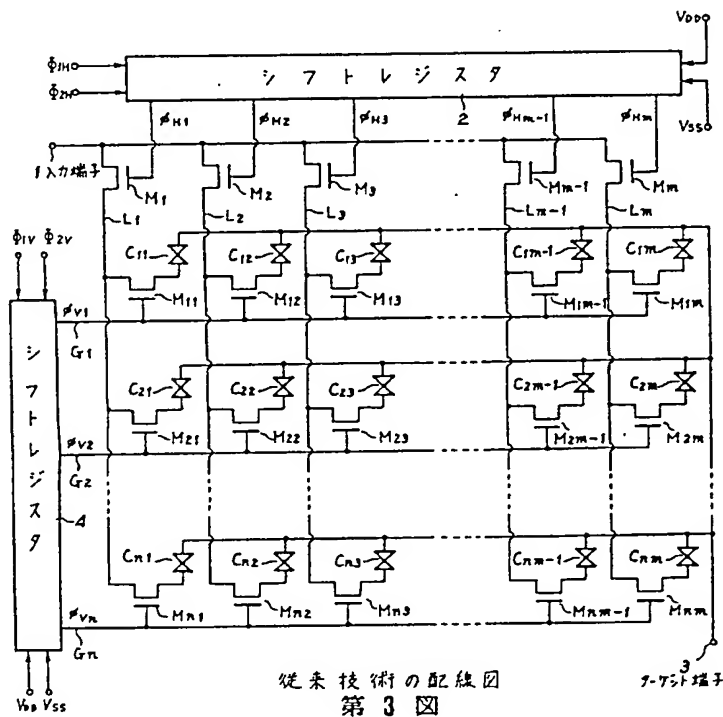 VDD
Φ1H
Φ2H
シフトレジスタ
2
VSS
φH1 φH2 φH3 φHm-1 φHm
1 入力端子
M1 M2 M3 Mm-1 Mm
L1 L2 L3 Lm-1 Lm
Φ1V Φ2V
C11 C12 C13 C1m-1 C1m
M11 M12 M13 M1m-1 M1m
φV1
G1
シフトレジスタ
4
C21 C22 C23 C2m-1 C2m
M21 M22 M23 M2m-1 M2m
φV2
G2
Cn1 Cn2 Cn3 Cnm-1 Cnm
Mn1 Mn2 Mn3 Mnm-1 Mnm
φVn
Gn
VDD VSS
3
ターゲット端子
従来技術の配線図
第3図